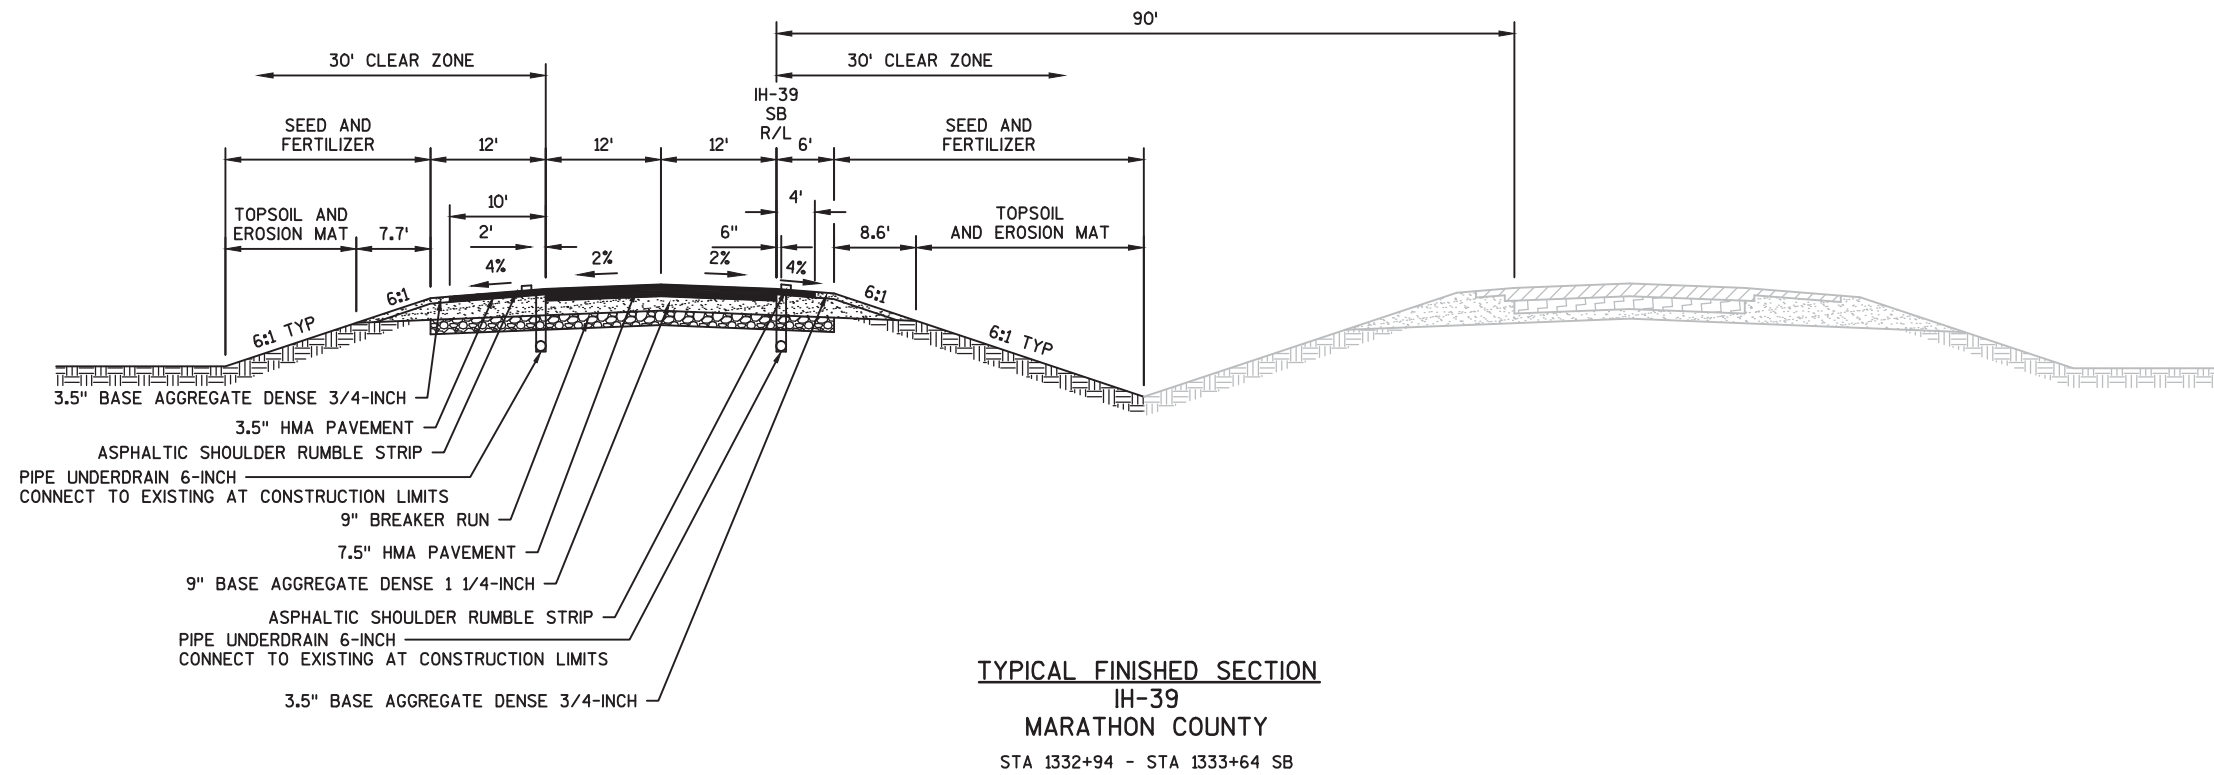 90'
30' CLEAR ZONE
30' CLEAR ZONE
IH-39
SB
R/L
SEED AND
FERTILIZER
12'
12'
12'
6'
SEED AND
FERTILIZER
10'
4'
TOPSOIL AND
EROSION MAT
7.7'
2'
6"
8.6'
TOPSOIL
AND EROSION MAT
4%
2%
2%
4%
6:1
6:1
6:1 TYP
6:1 TYP
3.5" BASE AGGREGATE DENSE 3/4-INCH
3.5" HMA PAVEMENT
ASPHALTIC SHOULDER RUMBLE STRIP
PIPE UNDERDRAIN 6-INCH
CONNECT TO EXISTING AT CONSTRUCTION LIMITS
9" BREAKER RUN
7.5" HMA PAVEMENT
9" BASE AGGREGATE DENSE 1 1/4-INCH
ASPHALTIC SHOULDER RUMBLE STRIP
PIPE UNDERDRAIN 6-INCH
CONNECT TO EXISTING AT CONSTRUCTION LIMITS
3.5" BASE AGGREGATE DENSE 3/4-INCH
TYPICAL FINISHED SECTION
IH-39
MARATHON COUNTY
STA 1332+94 - STA 1333+64 SB